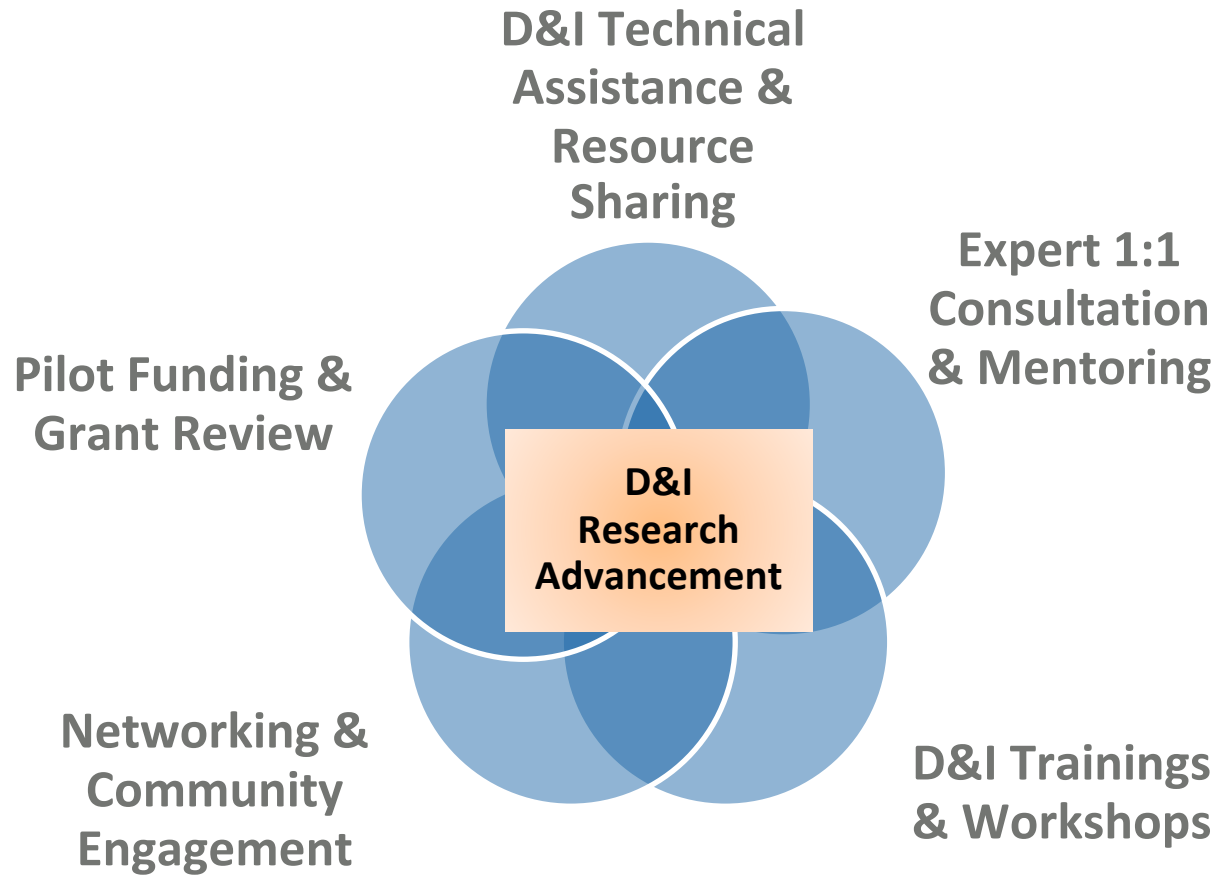 D&I Technical
Assistance &
Resource
Sharing
Expert 1:1
Consultation
& Mentoring
Pilot Funding &
Grant Review
D&I
Research
Advancement
Networking &
Community
Engagement
D&I Trainings
& Workshops